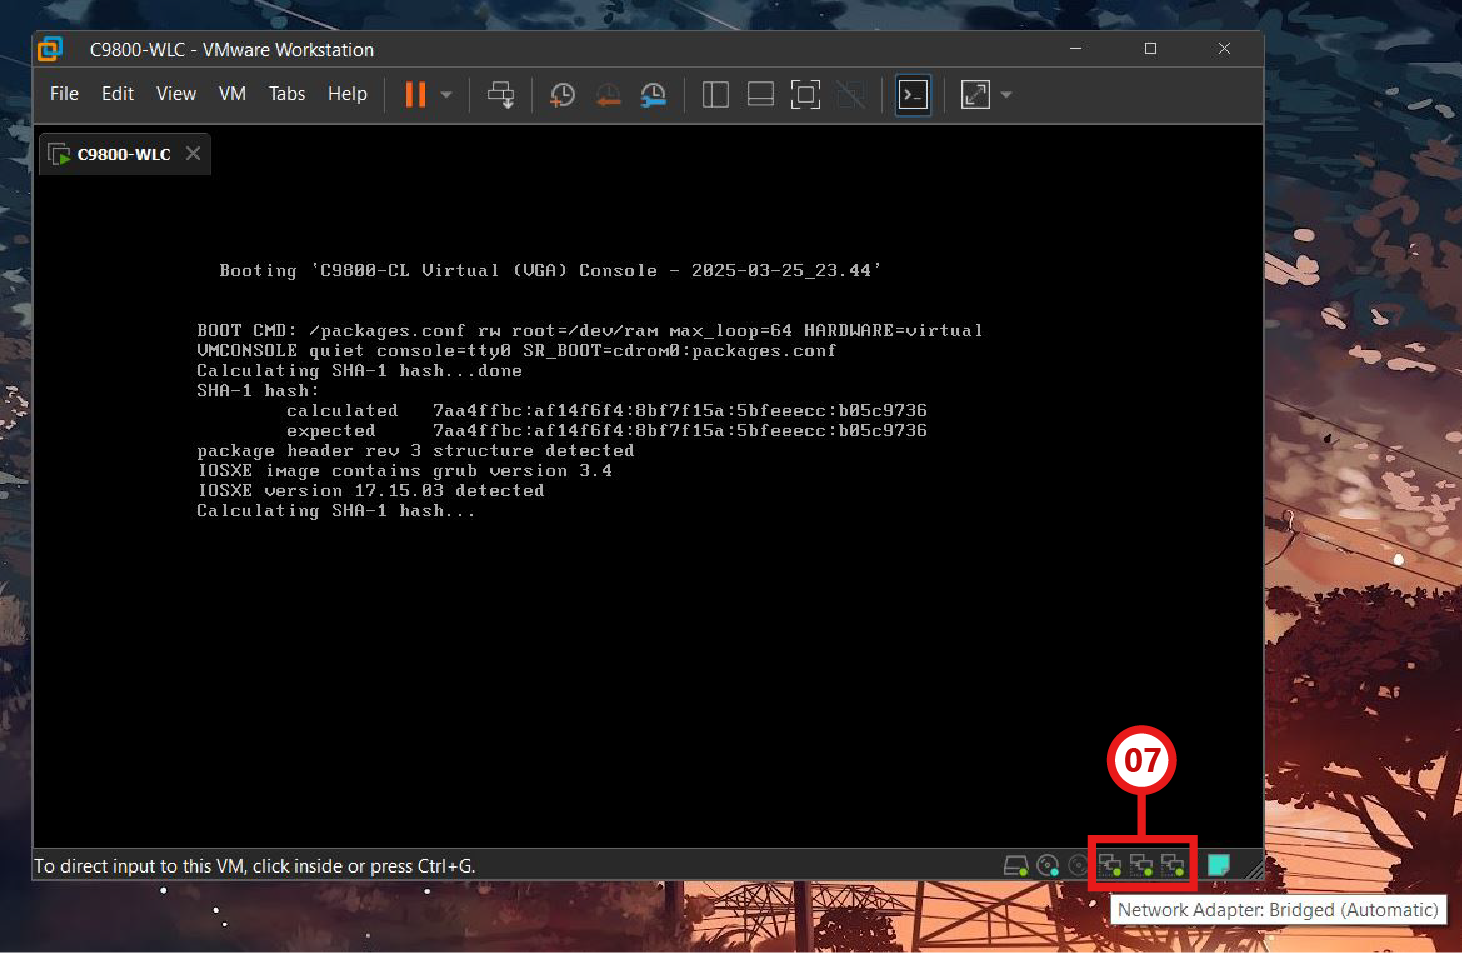 C9800-WLC - VMware Workstation
File Edit View VM Tabs Help
C9800-WLC
Booting 'C9800-CL Virtual (VGA) Console - 2025-03-25_23.44'
BOOT CMD: /packages.conf rw root=/dev/ram max_loop=64 HARDWARE=virtual
VMCONSOLE quiet console=tty0 SR_BOOT=cdrom0:packages.conf
Calculating SHA-1 hash...done
SHA-1 hash:
calculated 7aa4ffbc:af14f6f4:8bf7f15a:5bfeeecc:b05c9736
expected 7aa4ffbc:af14f6f4:8bf7f15a:5bfeeecc:b05c9736
package header rev 3 structure detected
IOSXE image contains grub version 3.4
IOSXE version 17.15.03 detected
Calculating SHA-1 hash...
07
To direct input to this VM, click inside or press Ctrl+G.
Network Adapter: Bridged (Automatic)